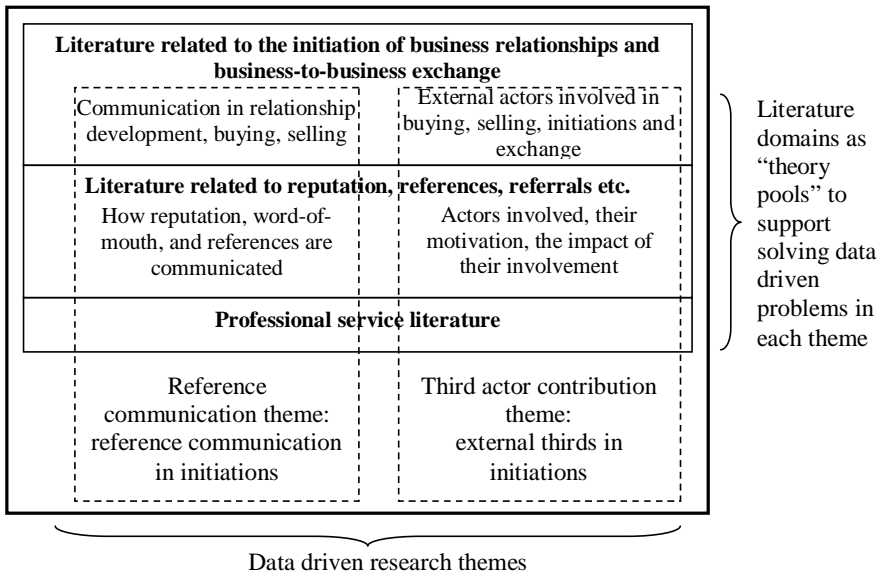 Literature related to the initiation of business relationships and
business-to-business exchange
Communication in relationship
development, buying, selling
External actors involved in
buying, selling, initiations and
exchange
Literature related to reputation, references, referrals etc.
How reputation, word-of-
mouth, and references are
communicated
Actors involved, their
motivation, the impact of
their involvement
Professional service literature
Reference
communication theme:
reference communication
in initiations
Third actor contribution
theme:
external thirds in
initiations
Literature
domains as
“theory
pools” to
support
solving data
driven
problems in
each theme
Data driven research themes